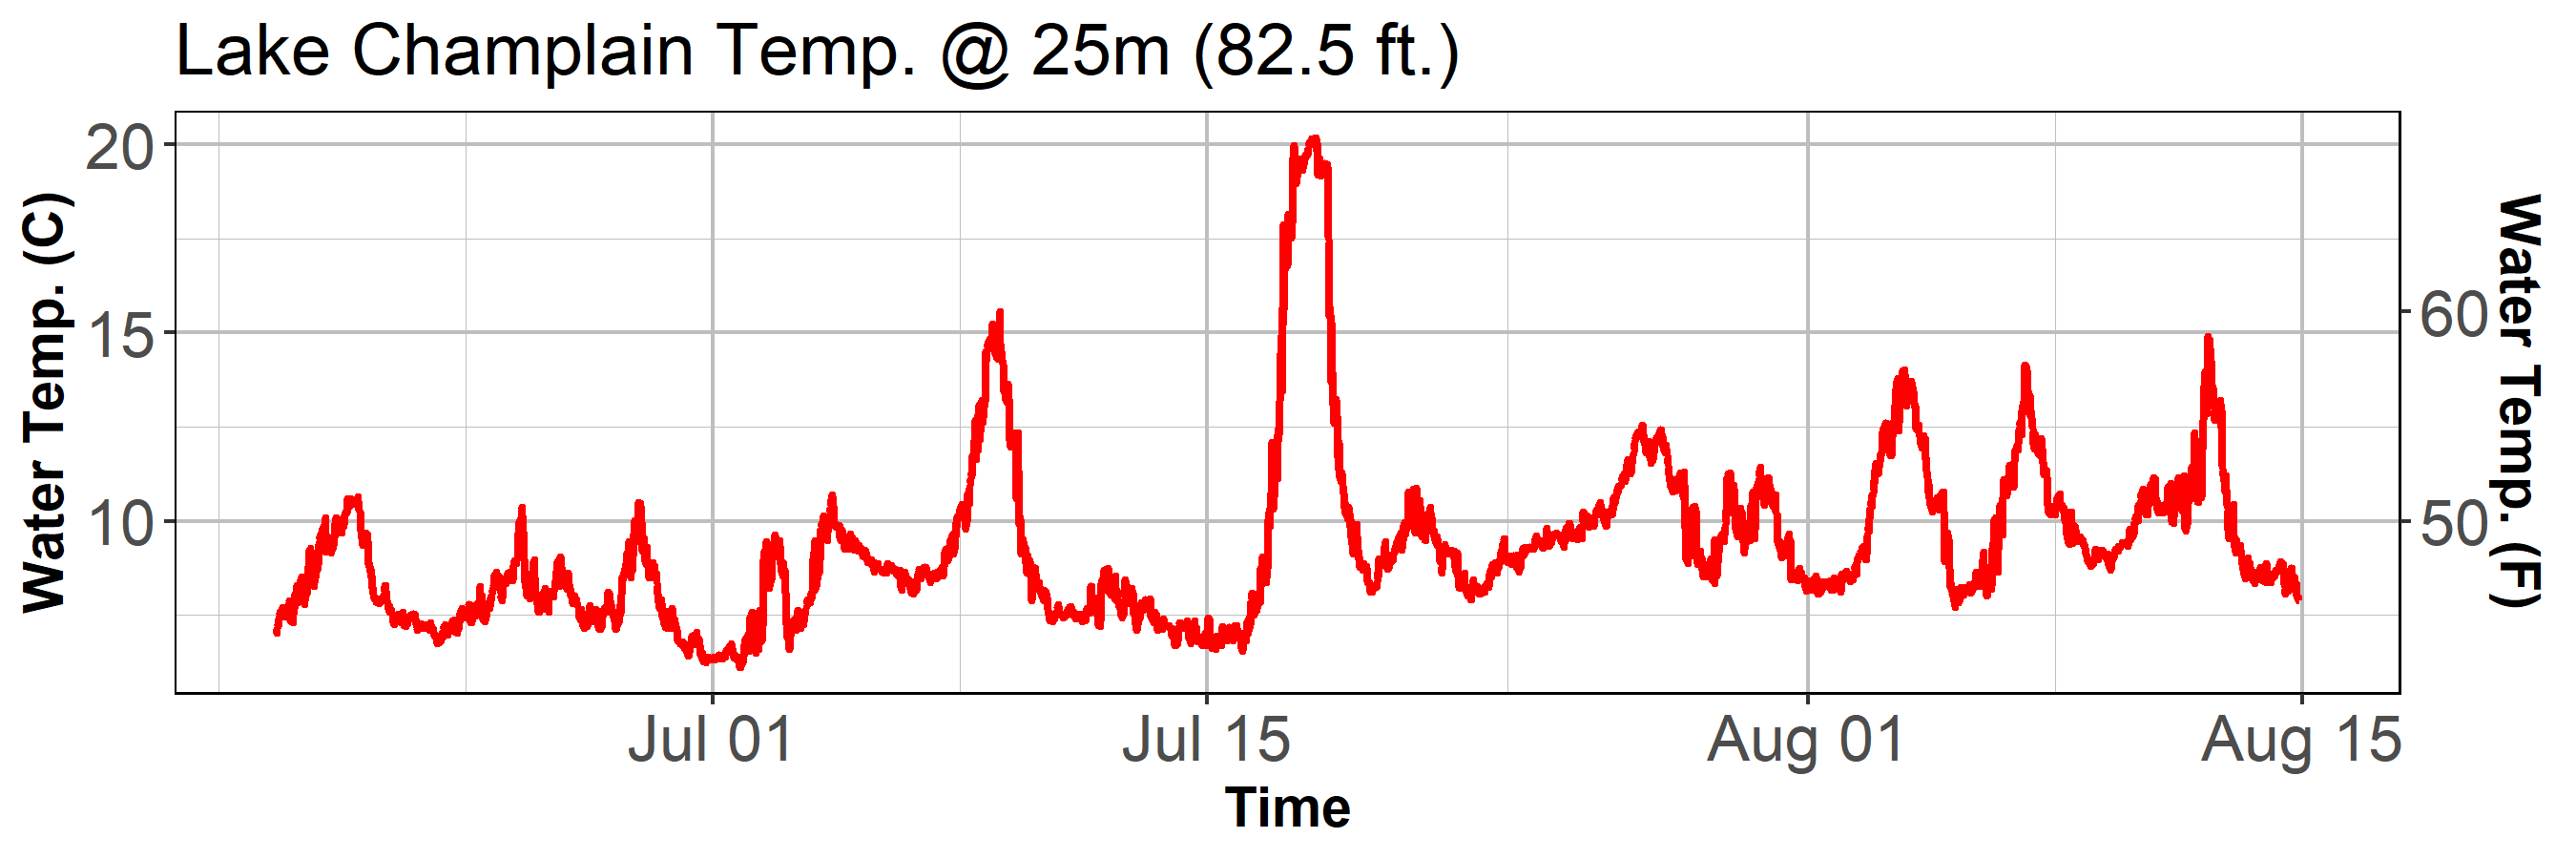 Lake Champlain Temp. @ 25m (82.5 ft.)
Water Temp. (C)
20
15
10
60
50
Water Temp. (F)
Jul 01
Jul 15
Aug 01
Aug 15
Time